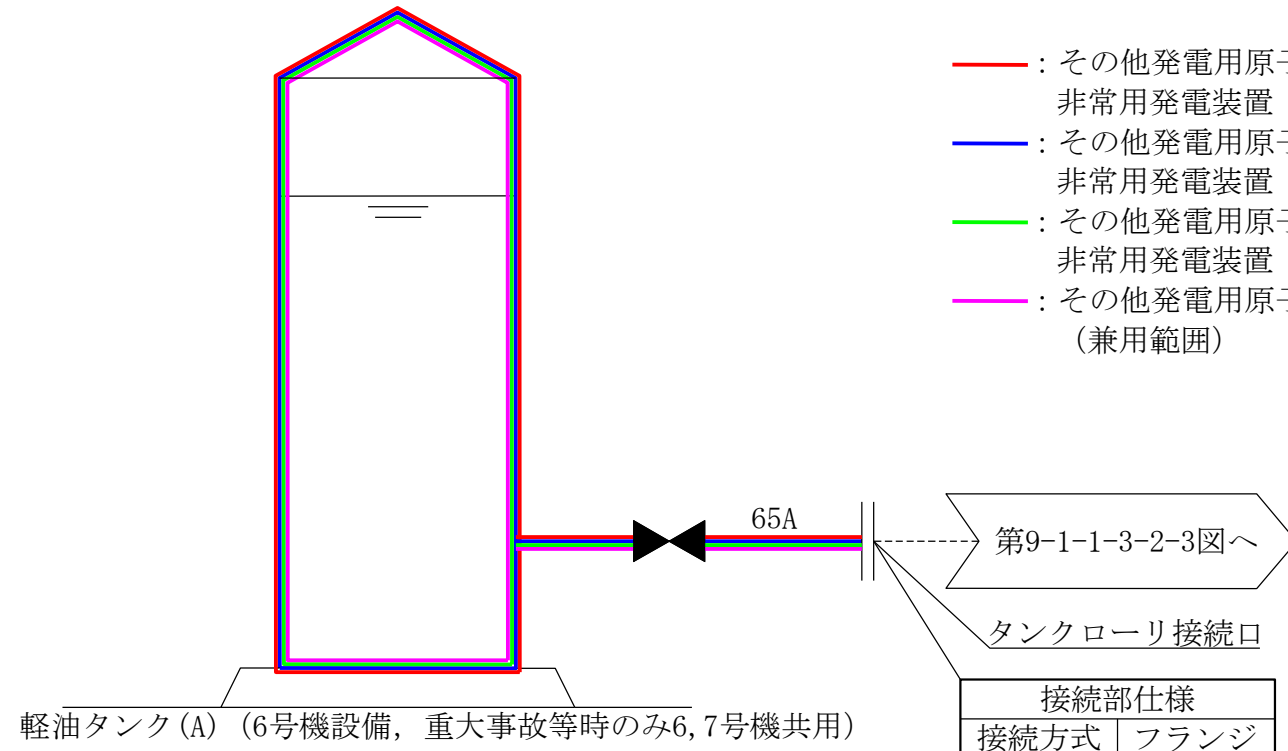 : その他発電用原
非常用発電装置
: その他発電用原
非常用発電装置
: その他発電用原
非常用発電装置
: その他発電用原
（兼用範囲）
65A
第9-1-1-3-2-3図へ
タンクローリ接続口
接続部仕様
接続方式 フランジ
軽油タンク(A) (6号機設備, 重大事故等時のみ6,7号機共用)